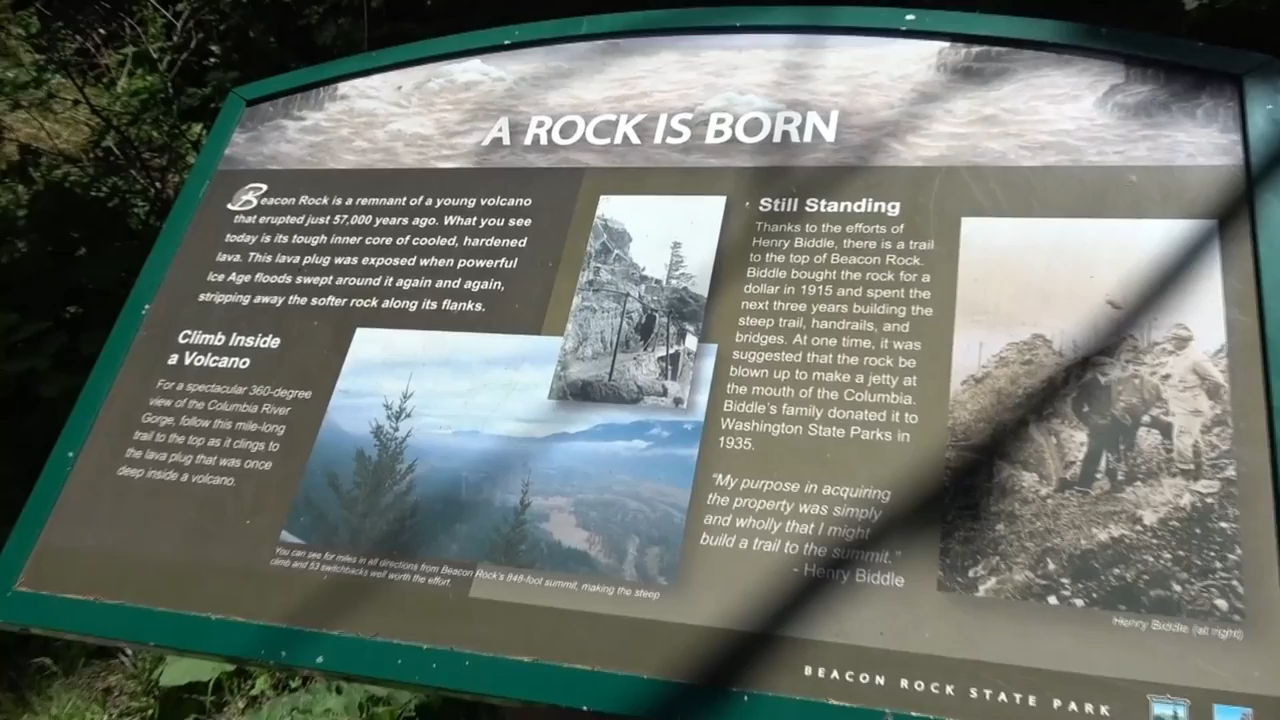 A ROCK IS BORN
Beacon Rock is a remnant of a young volcano
that erupted just 57,000 years ago. What you see
today is its tough inner core of cooled, hardened
lava. This lava plug was exposed when powerful
Ice Age floods swept around it again and again,
stripping away the softer rock along its flanks.
Climb Inside
a Volcano
For a spectacular 360-degree
view of the Columbia River
Gorge, follow this mile-long
trail to the top as it clings to
the lava plug that was once
deep inside a volcano.
You can see for miles in all directions from Beacon Rock's 848-foot summit, making the steep
climb and 53 switchbacks well worth the effort.
Still Standing
Thanks to the efforts of
Henry Biddle, there is a trail
to the top of Beacon Rock.
Biddle bought the rock for a
dollar in 1915 and spent the
next three years building the
steep trail, handrails, and
bridges. At one time, it was
suggested that the rock be
blown up to make a jetty at
the mouth of the Columbia.
Biddle's family donated it to
Washington State Parks in
1935.
"My purpose in acquiring
the property was simply
and wholly that I might
build a trail to the summit."
- Henry Biddle
Henry Biddle (at right)
BEACON ROCK STATE PARK